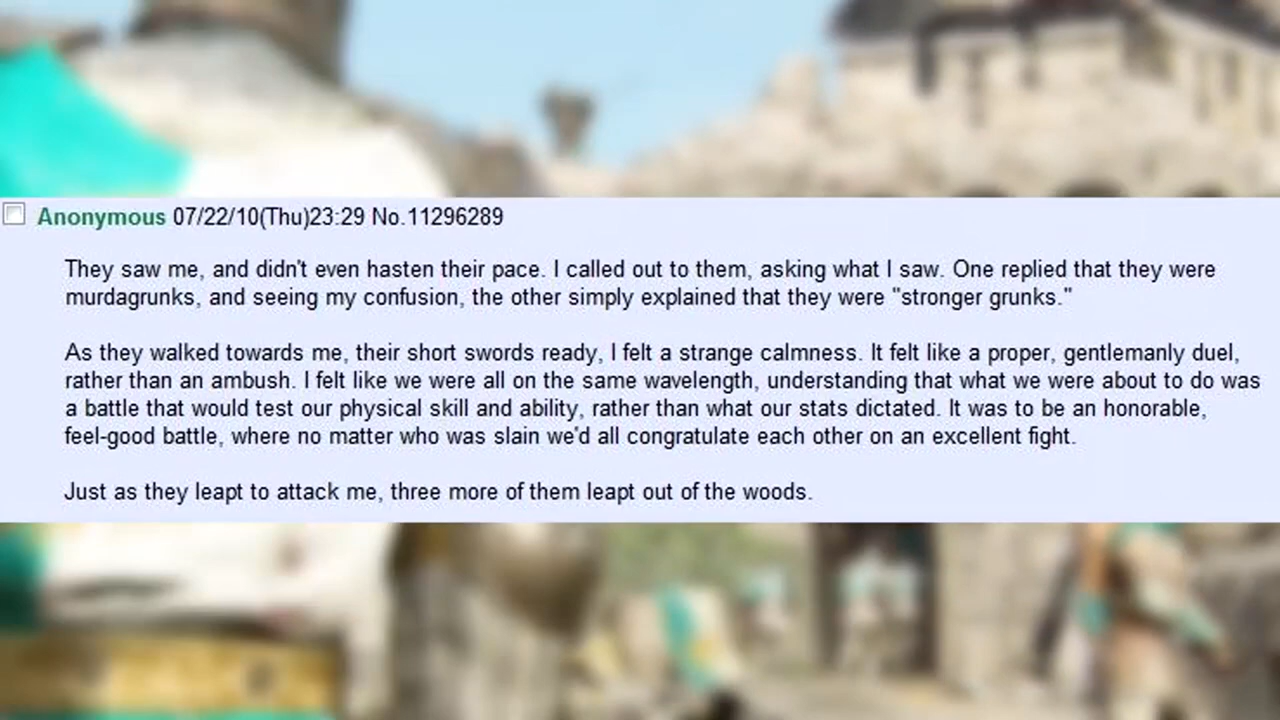 Anonymous 07/22/10(Thu)23:29 No.11296289
They saw me, and didn't even hasten their pace. I called out to them, asking what I saw. One replied that they were
murdagrunks, and seeing my confusion, the other simply explained that they were "stronger grunks."
As they walked towards me, their short swords ready, I felt a strange calmness. It felt like a proper, gentlemanly duel,
rather than an ambush. I felt like we were all on the same wavelength, understanding that what we were about to do was
a battle that would test our physical skill and ability, rather than what our stats dictated. It was to be an honorable,
feel-good battle, where no matter who was slain we'd all congratulate each other on an excellent fight.
Just as they leapt to attack me, three more of them leapt out of the woods.